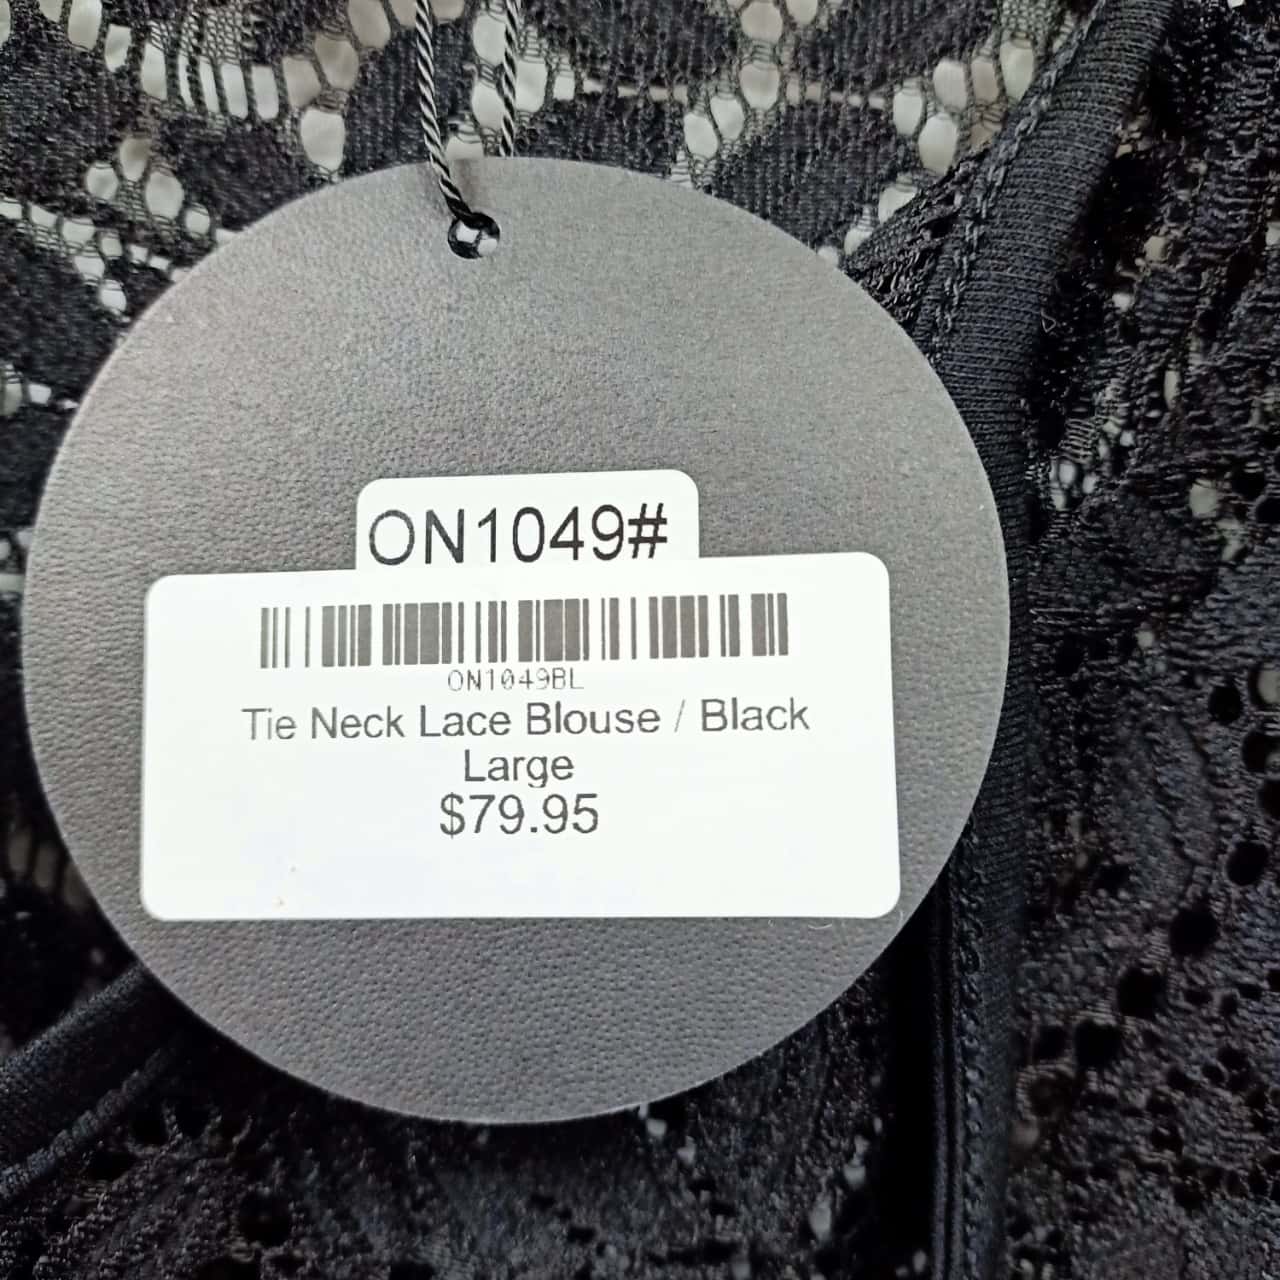 ON1049#
ON1049BL
Tie Neck Lace Blouse / Black
Large
$79.95